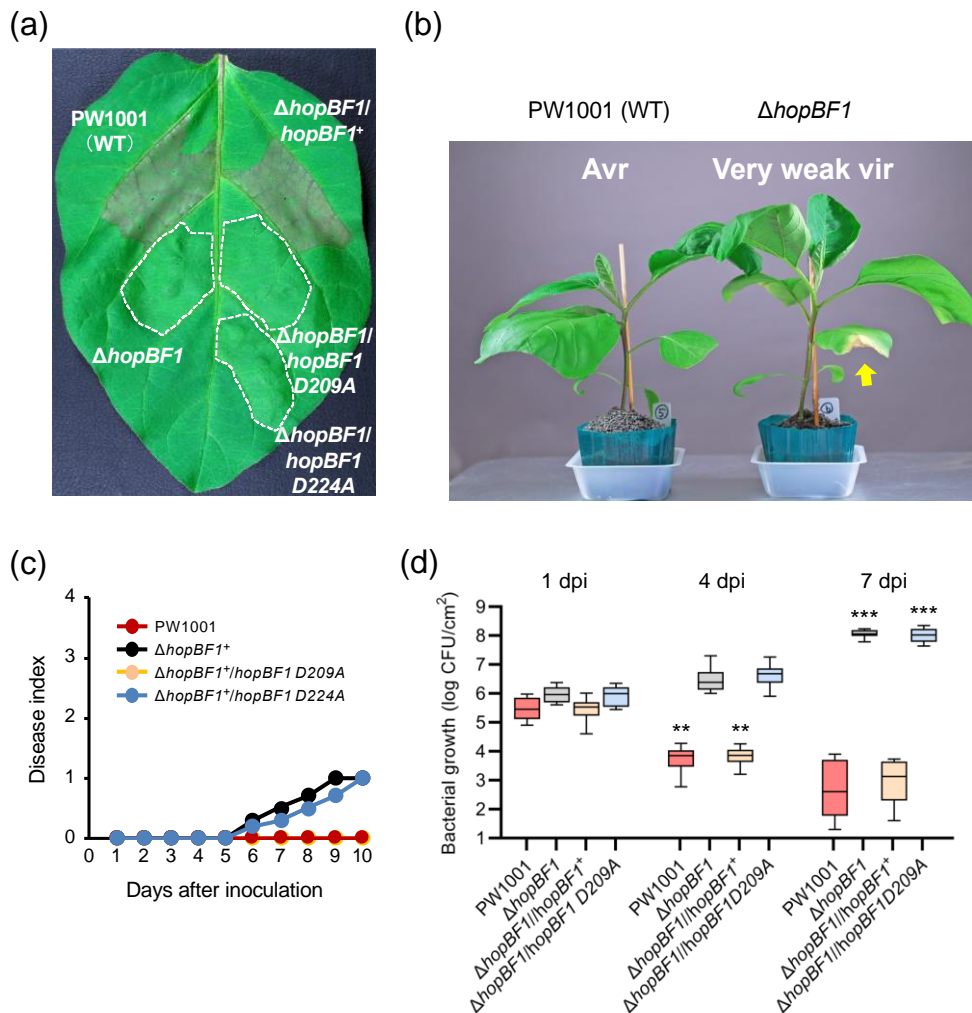 (a)
PW1001
(WT)
ΔhopBF1/
hopBF1+
ΔhopBF1
ΔhopBF1/
hopBF1
D209A
ΔhopBF1/
hopBF1
D224A
(b)
PW1001 (WT) ΔhopBF1
Avr Very weak vir
5
(c)
4
3
2
1
0
Disease index
PW1001
ΔhopBF1+
ΔhopBF1+/hopBF1 D209A
ΔhopBF1+/hopBF1 D224A
0 1 2 3 4 5 6 7 8 9 10
Days after inoculation
(d)
1 dpi 4 dpi 7 dpi
Bacterial growth (log CFU/cm2)
9
8
7
6
5
4
3
2
1
** ** *** ***
PW1001
ΔhopBF1
ΔhopBF1//hopBF1+
ΔhopBF1/hopBF1 D209A
PW1001
ΔhopBF1
ΔhopBF1//hopBF1+
ΔhopBF1//hopBF1D209A
PW1001
ΔhopBF1
ΔhopBF1//hopBF1+
ΔhopBF1//hopBF1D209A